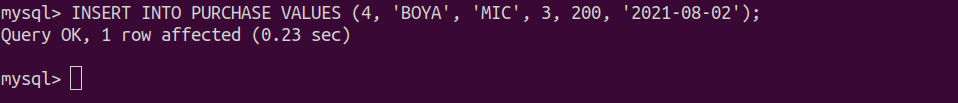 mysql> INSERT INTO PURCHASE VALUES (4, 'BOYA', 'MIC', 3, 200, '2021-08-02');
Query OK, 1 row affected (0.23 sec)
mysql>